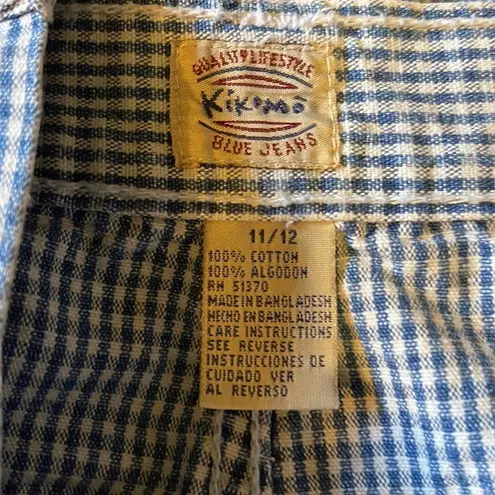 QUALITY LIFESTYLE
Kikomo
BLUE JEANS
11/12
100% COTTON
100% ALGODON
RN 51370
MADE IN BANGLADESH
HECHO EN BANGLADESH
CARE INSTRUCTIONS
SEE REVERSE
INSTRUCCIONES DE
CUIDADO VER
AL REVERSO